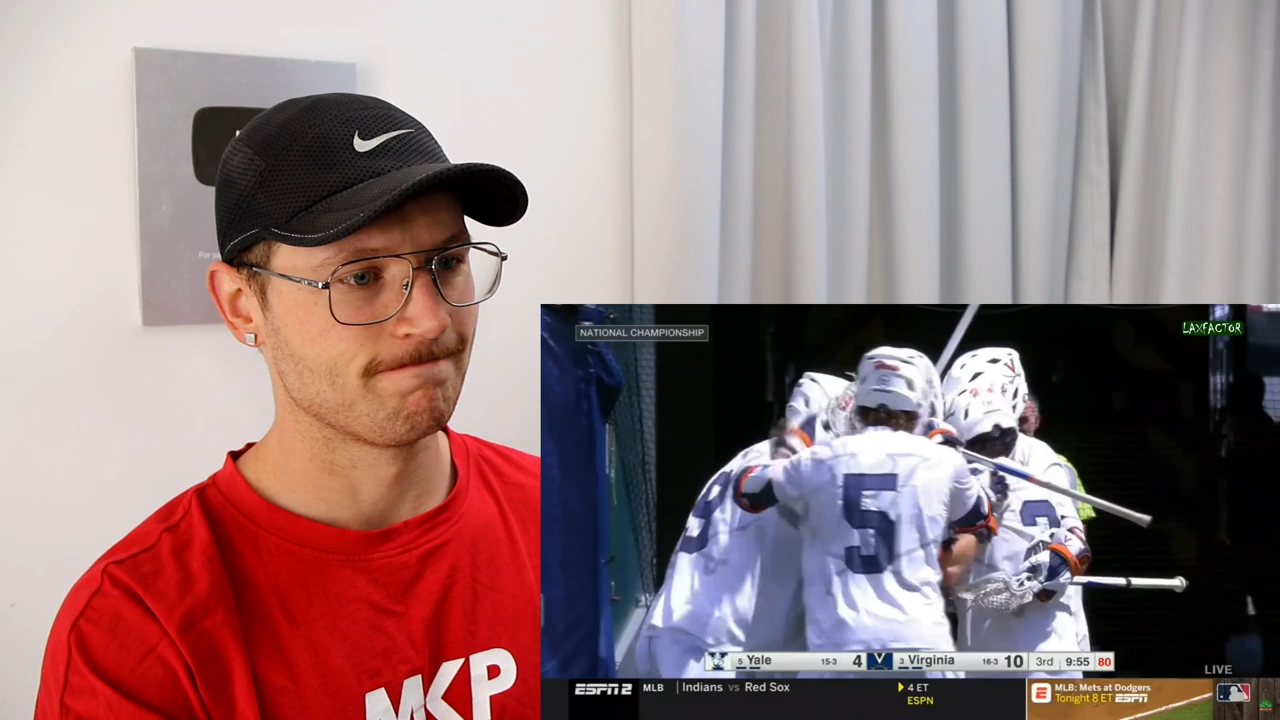 NATIONAL CHAMPIONSHIP
LAXFACTOR
5
3
MKP
5 Yale 15-3 4 3 Virginia 16-3 10 3rd 9:55 80
LIVE
ESPN2 MLB Indians vs Red Sox 4 ET ESPN
MLB: Mets at Dodgers
Tonight 8 ET ESPN